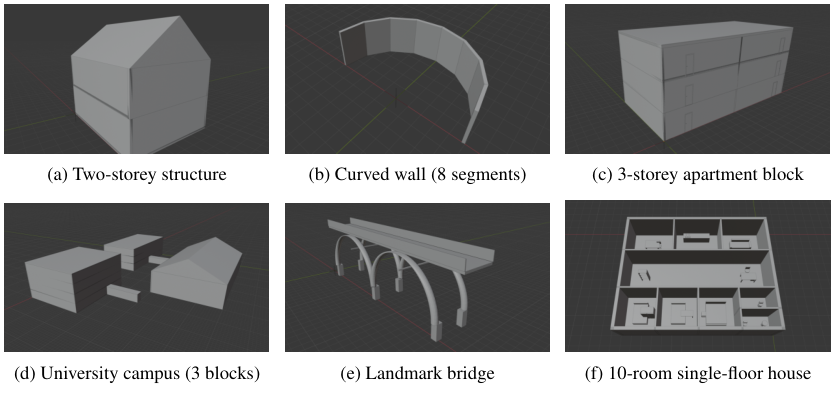 (a) Two-storey structure
(b) Curved wall (8 segments)
(c) 3-storey apartment block
(d) University campus (3 blocks)
(e) Landmark bridge
(f) 10-room single-floor house